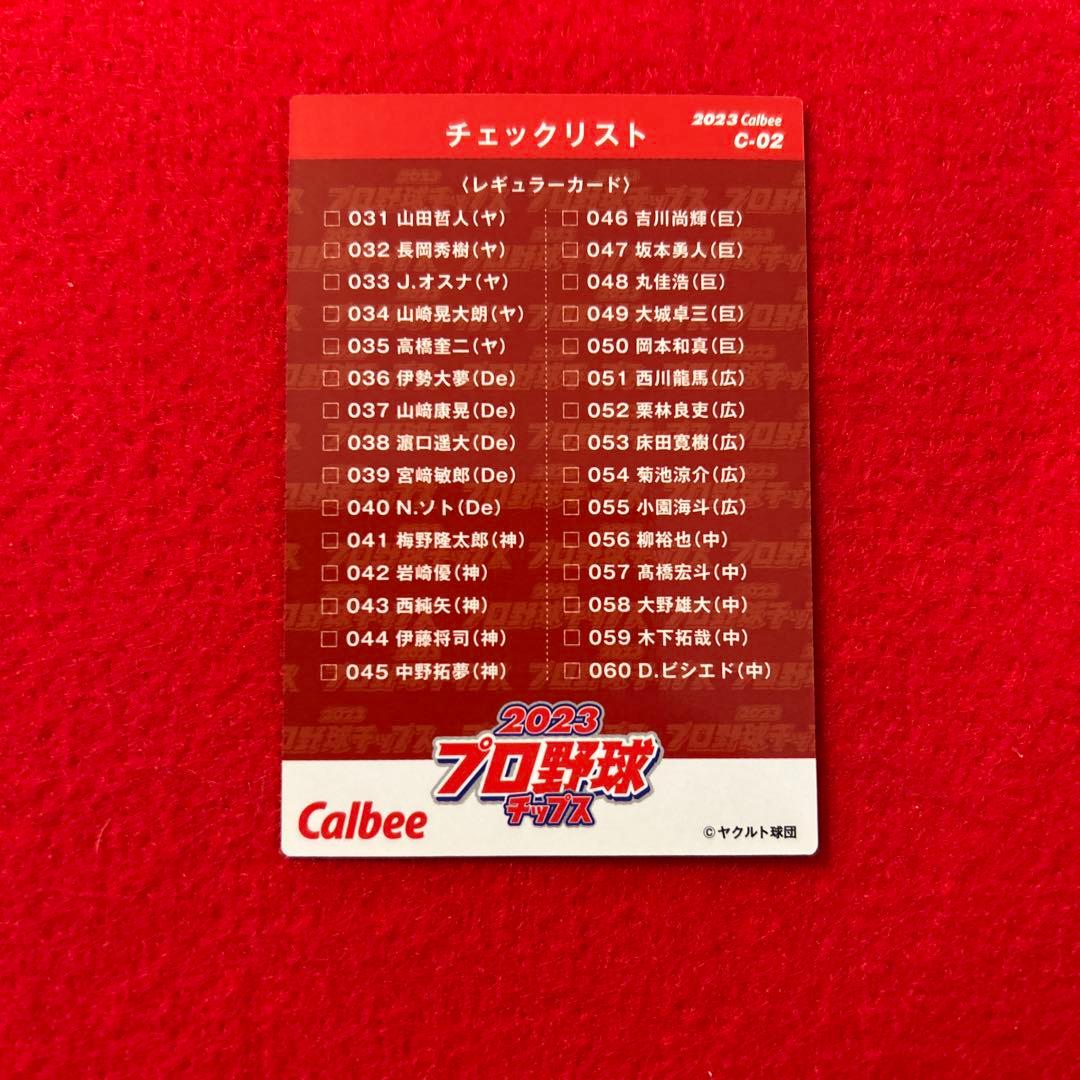 チェックリスト
2023 Calbee
C-02
〈レギュラーカード〉
□ 031 山田哲人(ヤ)
□ 032 長岡秀樹(ヤ)
□ 033 J.オスナ(ヤ)
□ 034 山崎晃大朗(ヤ)
□ 035 高橋奎二(ヤ)
□ 036 伊勢大夢(De)
□ 037 山﨑康晃(De)
□ 038 濵口遥大(De)
□ 039 宮﨑敏郎(De)
□ 040 N.ソト(De)
□ 041 梅野隆太郎(神)
□ 042 岩崎優(神)
□ 043 西純矢(神)
□ 044 伊藤将司(神)
□ 045 中野拓夢(神)
□ 046 吉川尚輝(巨)
□ 047 坂本勇人(巨)
□ 048 丸佳浩(巨)
□ 049 大城卓三(巨)
□ 050 岡本和真(巨)
□ 051 西川龍馬(広)
□ 052 栗林良吏(広)
□ 053 床田寛樹(広)
□ 054 菊池涼介(広)
□ 055 小園海斗(広)
□ 056 柳裕也(中)
□ 057 髙橋宏斗(中)
□ 058 大野雄大(中)
□ 059 木下拓哉(中)
□ 060 D.ビシエド(中)
2023
プロ野球
チップス
Calbee
©ヤクルト球団